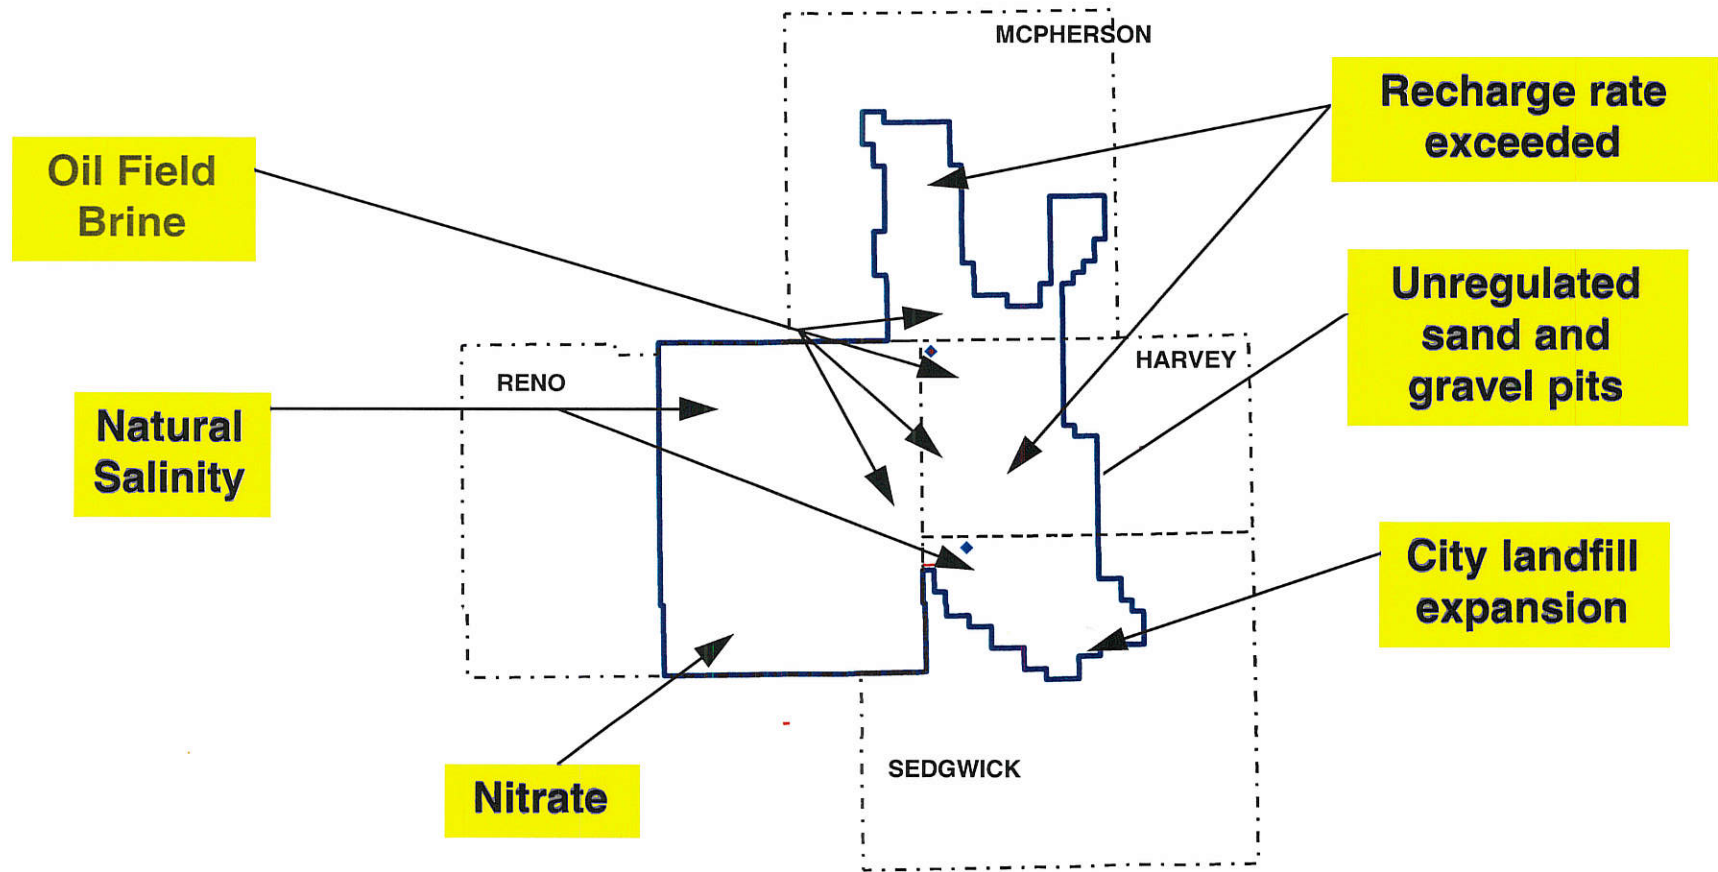 MCPHERSON
Recharge rate
exceeded
Oil Field
Brine
Unregulated
sand and
gravel pits
HARVEY
RENO
Natural
Salinity
City landfill
expansion
Nitrate
SEDGWICK